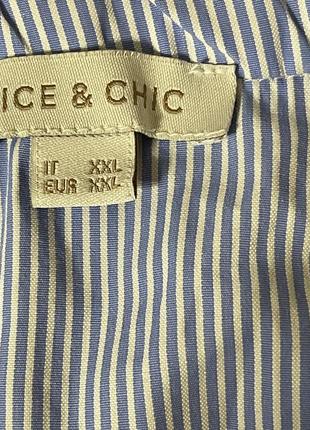 ICE & CHIC
IT XXL
EUR XXL